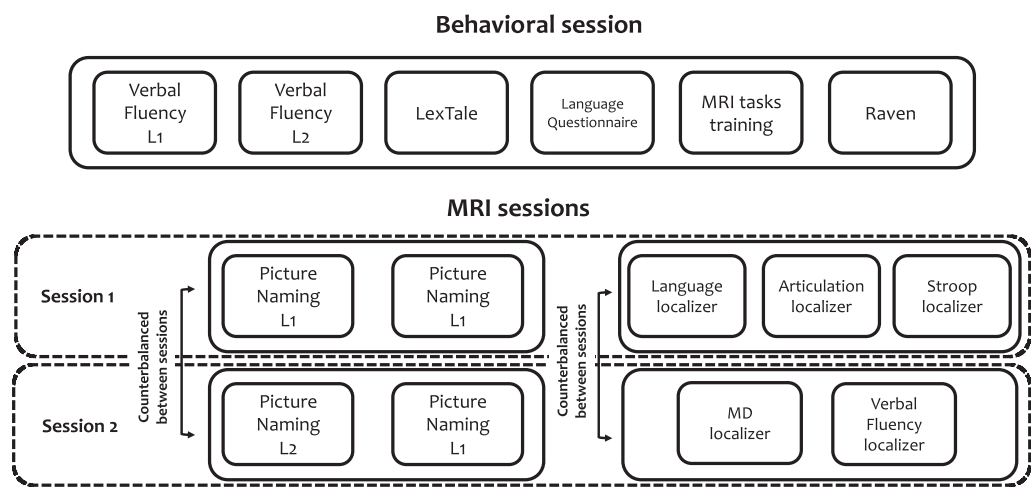 Behavioral session
Verbal
Fluency
L1
Verbal
Fluency
L2
LexTale
Language
Questionnaire
MRI tasks
training
Raven
MRI sessions
Session 1
Counterbalanced
between sessions
Picture
Naming
L1
Picture
Naming
L1
Counterbalanced
between sessions
Language
localizer
Articulation
localizer
Stroop
localizer
Session 2
Picture
Naming
L2
Picture
Naming
L1
MD
localizer
Verbal
Fluency
localizer